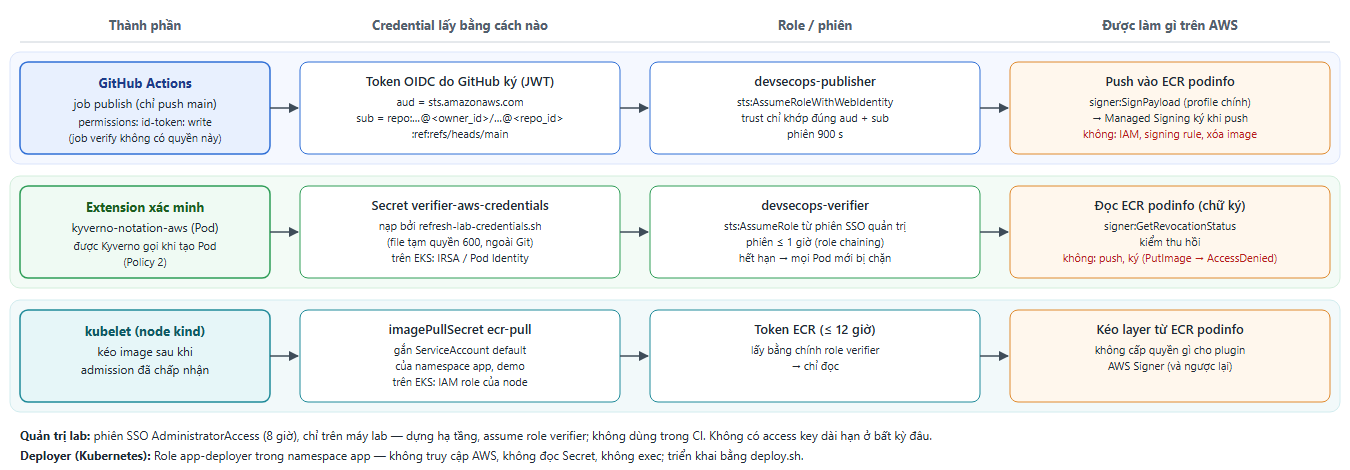 Thành phần
Credential lấy bằng cách nào
Role / phiên
Được làm gì trên AWS
GitHub Actions
job publish (chỉ push main)
permissions: id-token: write
(job verify không có quyền này)
Token OIDC do GitHub ký (JWT)
aud = sts.amazonaws.com
sub = repo:...@<owner_id>/...@<repo_id>
:ref:refs/heads/main
devsecops-publisher
sts:AssumeRoleWithWebIdentity
trust chỉ khớp đúng aud + sub
phiên 900 s
Push vào ECR podinfo
signer:SignPayload (profile chính)
→ Managed Signing ký khi push
không: IAM, signing rule, xóa image
Extension xác minh
kyverno-notation-aws (Pod)
được Kyverno gọi khi tạo Pod
(Policy 2)
Secret verifier-aws-credentials
nạp bởi refresh-lab-credentials.sh
(file tạm quyền 600, ngoài Git)
trên EKS: IRSA / Pod Identity
devsecops-verifier
sts:AssumeRole từ phiên SSO quản trị
phiên ≤ 1 giờ (role chaining)
hết hạn → mọi Pod mới bị chặn
Đọc ECR podinfo (chữ ký)
signer:GetRevocationStatus
kiểm thu hồi
không: push, ký (PutImage → AccessDenied)
kubelet (node kind)
kéo image sau khi
admission đã chấp nhận
imagePullSecret ecr-pull
gắn ServiceAccount default
của namespace app, demo
trên EKS: IAM role của node
Token ECR (≤ 12 giờ)
lấy bằng chính role verifier
→ chỉ đọc
Kéo layer từ ECR podinfo
không cấp quyền gì cho plugin
AWS Signer (và ngược lại)
Quản trị lab: phiên SSO AdministratorAccess (8 giờ), chỉ trên máy lab — dựng hạ tầng, assume role verifier; không dùng trong CI. Không có access key dài hạn ở bất kỳ đâu.
Deployer (Kubernetes): Role app-deployer trong namespace app — không truy cập AWS, không đọc Secret, không exec; triển khai bằng deploy.sh.